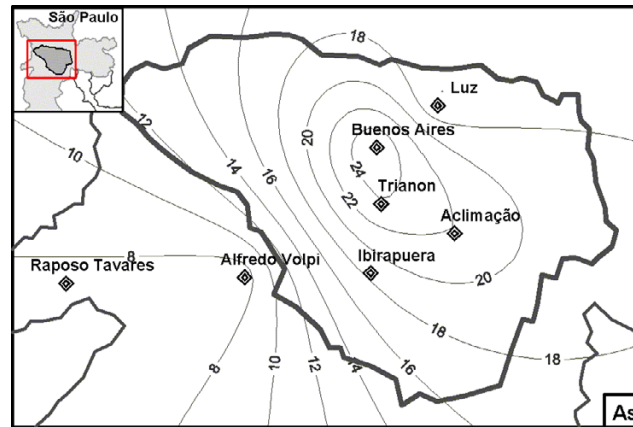 São Paulo
18
Luz
12
20
Buenos Aires
10
14
16
24
Trianon
22
Aclimação
8
Raposo Tavares
Alfredo Volpi
Ibirapuera
20
18
8
10
12
14
16
18
As